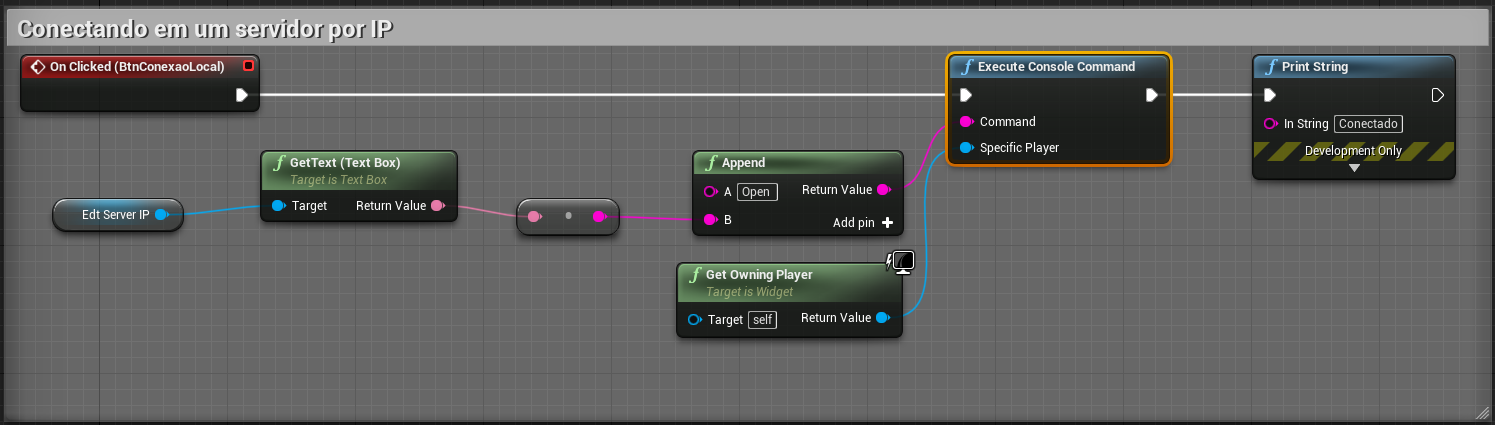 Conectando em um servidor por IP
On Clicked (BtnConexaoLocal)
Execute Console Command
Command
Specific Player
Print String
In String Conectado
Development Only
GetText (Text Box)
Target is Text Box
Target Return Value
Edt Server IP
Append
A Open Return Value
B
Add pin
Get Owning Player
Target is Widget
Target self Return Value